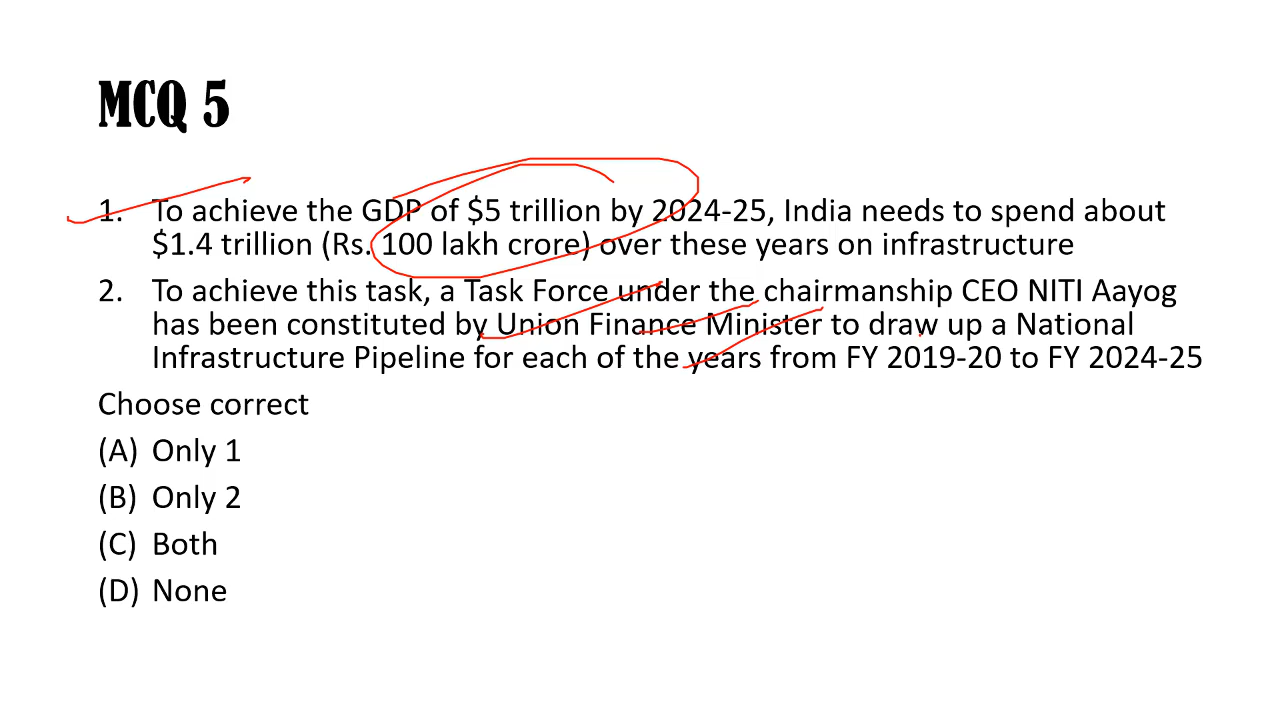 MCQ 5
1. To achieve the GDP of $5 trillion by 2024-25, India needs to spend about
$1.4 trillion (Rs. 100 lakh crore) over these years on infrastructure
2. To achieve this task, a Task Force under the chairmanship CEO NITI Aayog
has been constituted by Union Finance Minister to draw up a National
Infrastructure Pipeline for each of the years from FY 2019-20 to FY 2024-25
Choose correct
(A) Only 1
(B) Only 2
(C) Both
(D) None